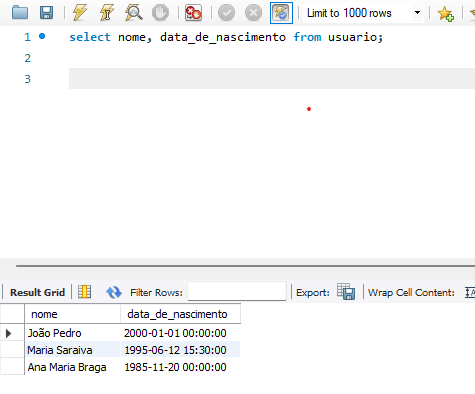 Limit to 1000 rows
1 select nome, data_de_nascimento from usuario;
2
3
Result Grid Filter Rows: Export: Wrap Cell Content:
nome data_de_nascimento
João Pedro 2000-01-01 00:00:00
Maria Saraiva 1995-06-12 15:30:00
Ana Maria Braga 1985-11-20 00:00:00